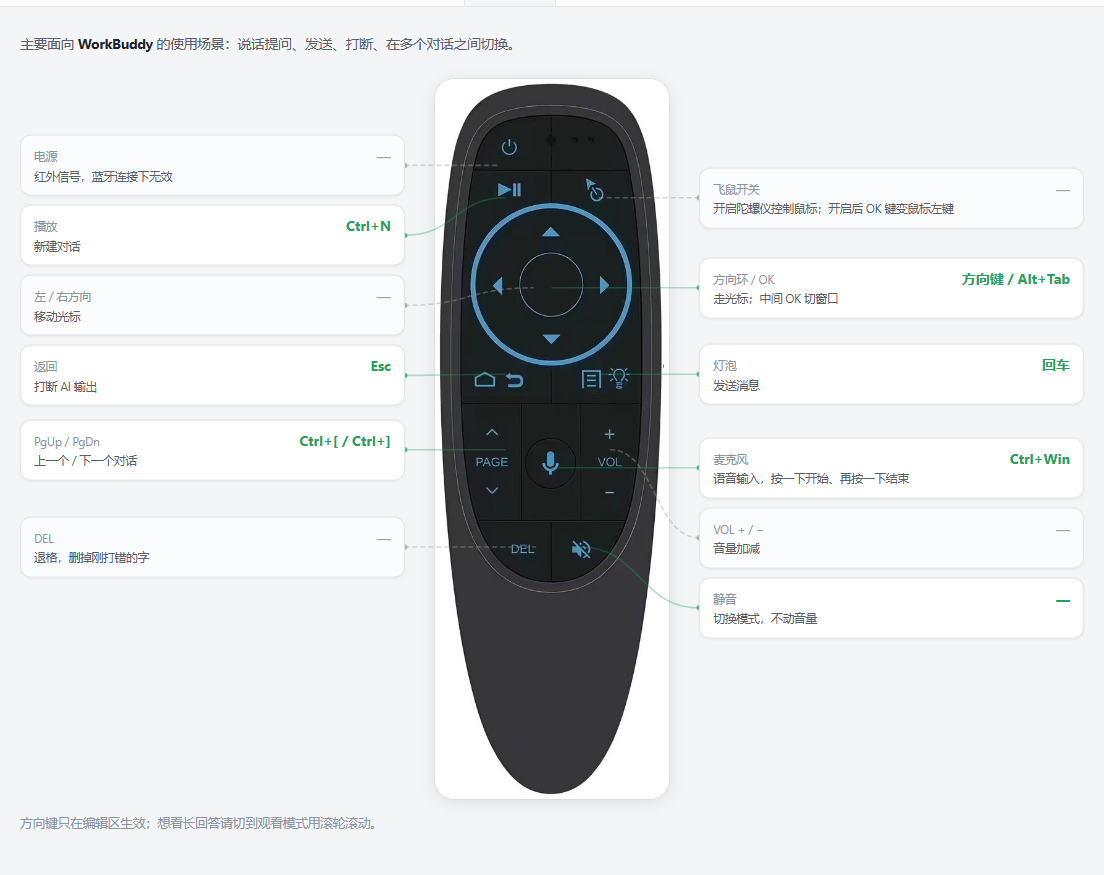 主要面向 WorkBuddy 的使用场景：说话提问、发送、打断、在多个对话之间切换。
电源 —
红外信号，蓝牙连接下无效
播放 Ctrl+N
新建对话
左 / 右方向 —
移动光标
返回 Esc
打断 AI 输出
PgUp / PgDn Ctrl+[ / Ctrl+]
上一个 / 下一个对话
DEL —
退格，删掉刚打错的字
PAGE
VOL
+
−
DEL
飞鼠开关 —
开启陀螺仪控制鼠标；开启后 OK 键变鼠标左键
方向环 / OK 方向键 / Alt+Tab
走光标；中间 OK 切窗口
灯泡 回车
发送消息
麦克风 Ctrl+Win
语音输入，按一下开始、再按一下结束
VOL + / − —
音量加减
静音 —
切换模式，不动音量
方向键只在编辑区生效；想看长回答请切到观看模式用滚轮滚动。